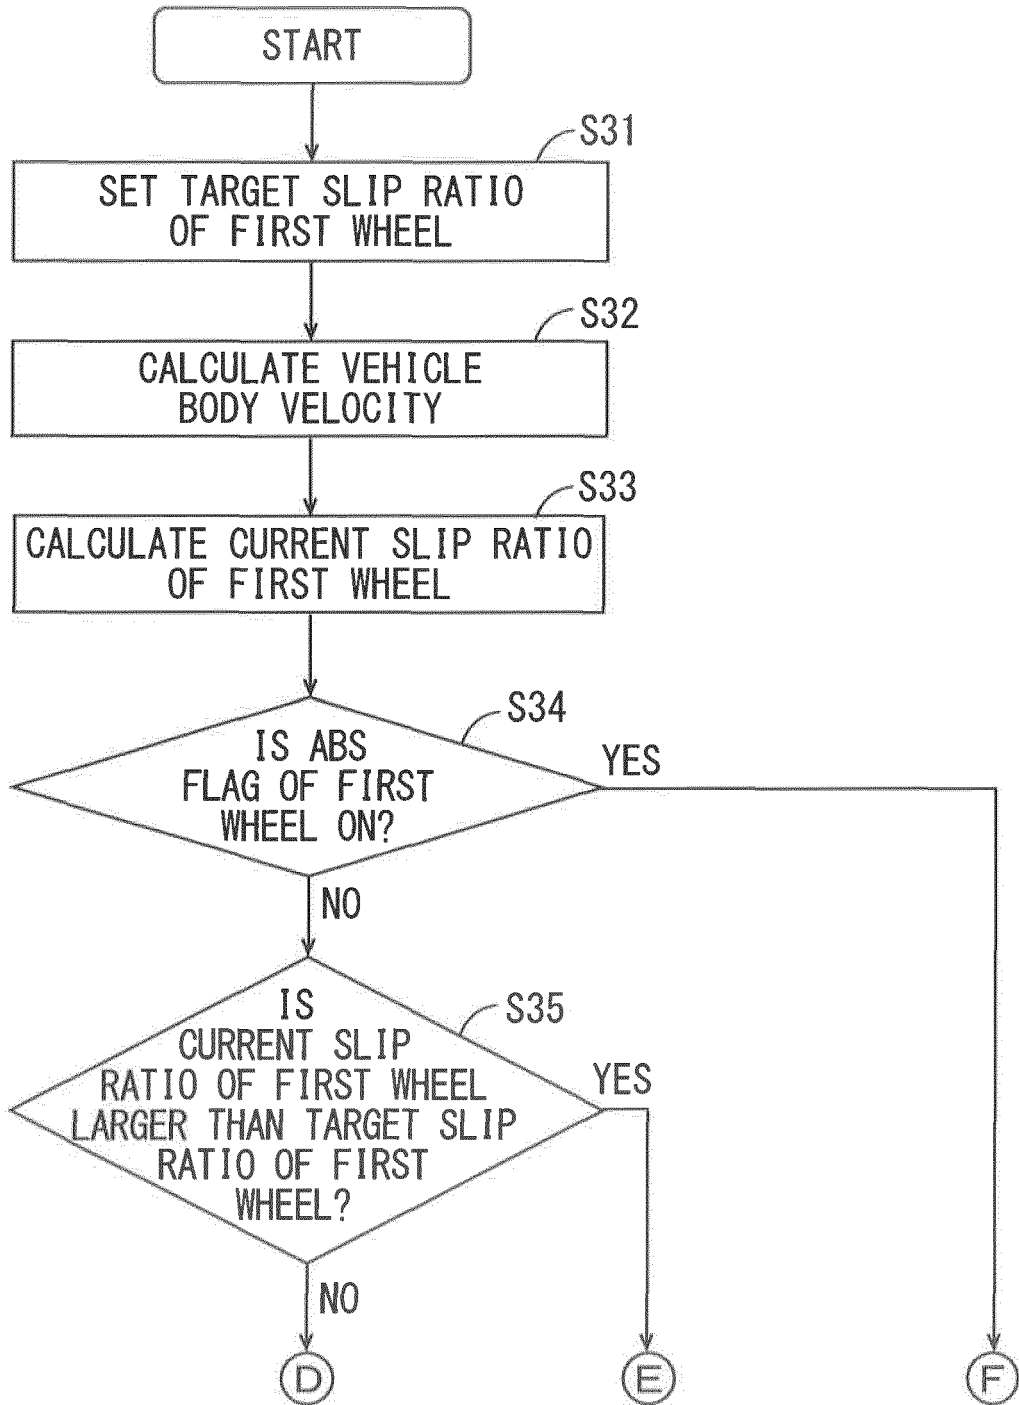 START
S31
SET TARGET SLIP RATIO
OF FIRST WHEEL
S32
CALCULATE VEHICLE
BODY VELOCITY
S33
CALCULATE CURRENT SLIP RATIO
OF FIRST WHEEL
S34
IS ABS
FLAG OF FIRST
WHEEL ON?
YES
NO
S35
IS
CURRENT SLIP
RATIO OF FIRST WHEEL
LARGER THAN TARGET SLIP
RATIO OF FIRST
WHEEL?
YES
NO
D
E
F